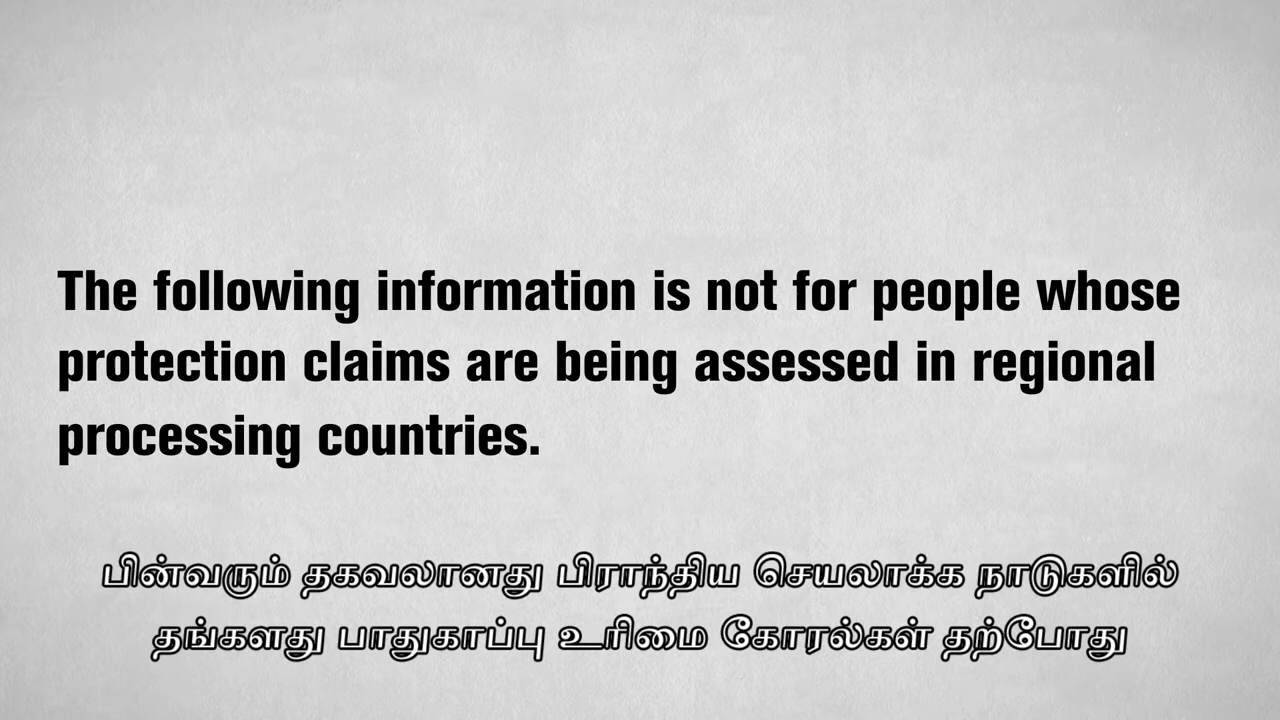 The following information is not for people whose
protection claims are being assessed in regional
processing countries.
பின்வரும் தகவலானது பிராந்திய செயலாக்க நாடுகளில்
தங்களது பாதுகாப்பு உரிமை கோரல்கள் தற்போது